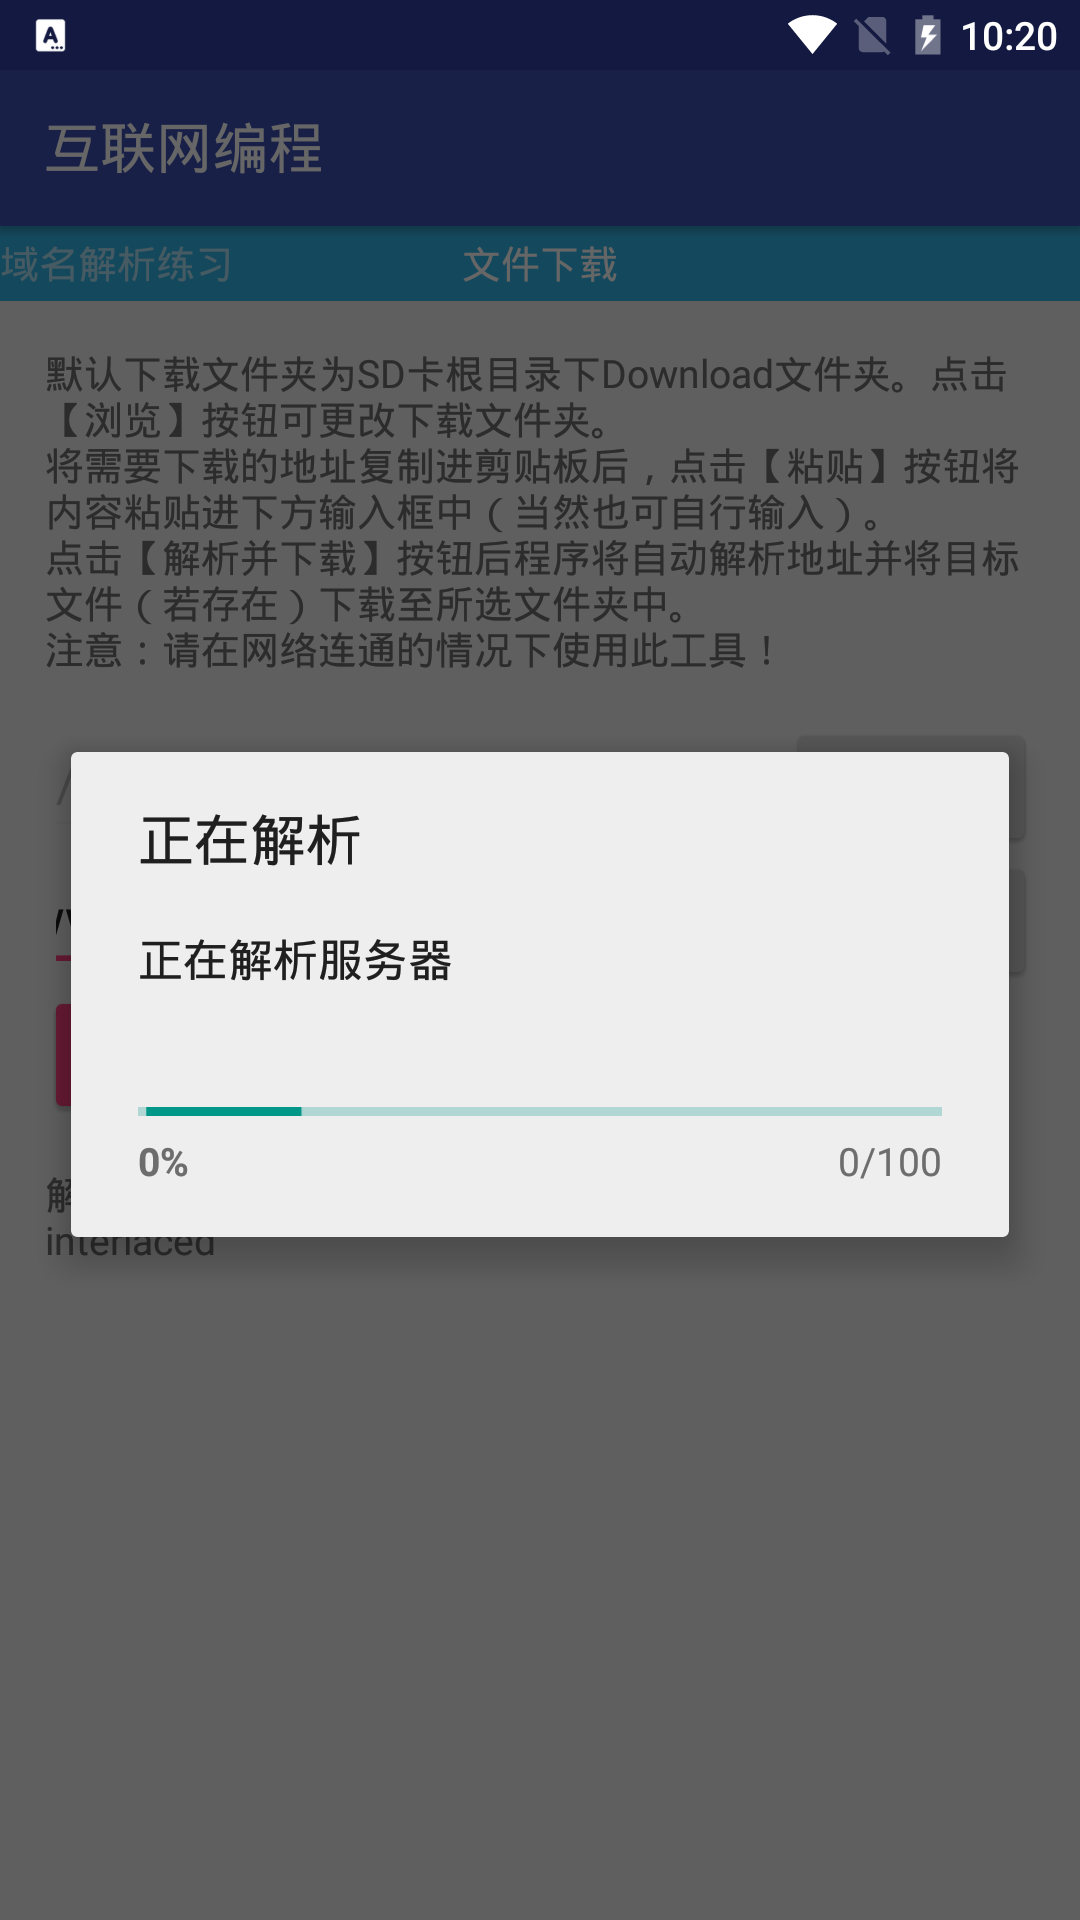 10:20
互联网编程
域名解析练习 文件下载
默认下载文件夹为SD卡根目录下Download文件夹。点击
【浏览】按钮可更改下载文件夹。
将需要下载的地址复制进剪贴板后，点击【粘贴】按钮将
内容粘贴进下方输入框中（当然也可自行输入）。
点击【解析并下载】按钮后程序将自动解析地址并将目标
文件（若存在）下载至所选文件夹中。
注意：请在网络连通的情况下使用此工具！
正在解析
正在解析服务器
0% 0/100
interlaced